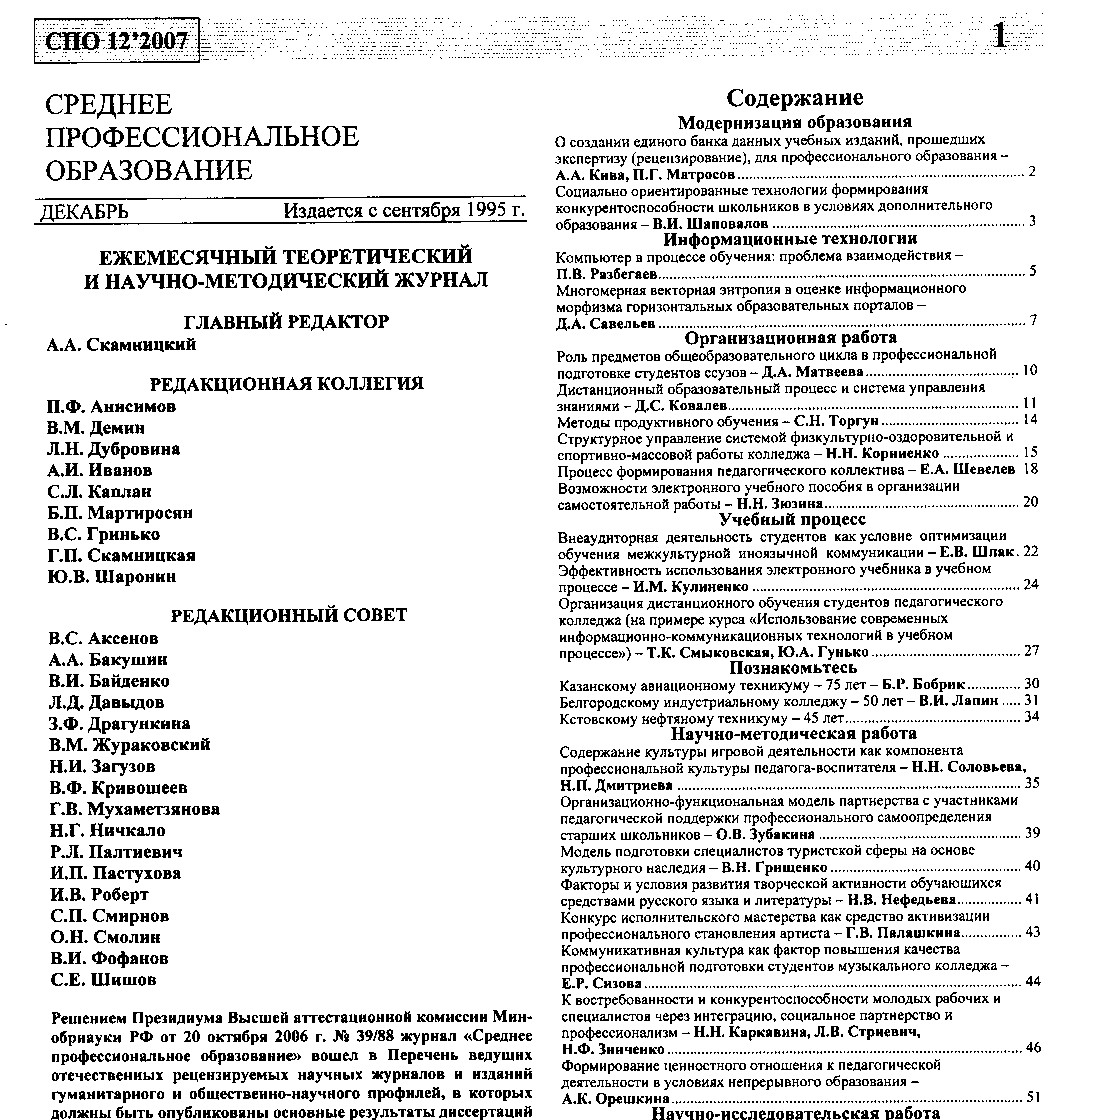 СПО 12’2007
1
СРЕДНЕЕ
ПРОФЕССИОНАЛЬНОЕ
ОБРАЗОВАНИЕ
ДЕКАБРЬ Издается с сентября 1995 г.
ЕЖЕМЕСЯЧНЫЙ ТЕОРЕТИЧЕСКИЙ
И НАУЧНО-МЕТОДИЧЕСКИЙ ЖУРНАЛ
ГЛАВНЫЙ РЕДАКТОР
А.А. Скамницкий
РЕДАКЦИОННАЯ КОЛЛЕГИЯ
П.Ф. Анисимов
В.М. Демин
Л.Н. Дубровина
А.И. Иванов
С.Л. Каплан
Б.П. Мартиросян
В.С. Гринько
Г.П. Скамницкая
Ю.В. Шаронин
РЕДАКЦИОННЫЙ СОВЕТ
В.С. Аксенов
А.А. Бакушин
В.И. Байденко
Л.Д. Давыдов
З.Ф. Драгункина
В.М. Жураковский
Н.И. Загузов
В.Ф. Кривошеев
Г.В. Мухаметзянова
Н.Г. Ничкало
Р.Л. Палтиевич
И.П. Пастухова
И.В. Роберт
С.П. Смирнов
О.Н. Смолин
В.И. Фофанов
С.Е. Шишов
Решением Президиума Высшей аттестационной комиссии Мин-
обрнауки РФ от 20 октября 2006 г. № 39/88 журнал «Среднее
профессиональное образование» вошел в Перечень ведущих
отечественных рецензируемых научных журналов и изданий
гуманитарного и общественно-научного профилей, в которых
должны быть опубликованы основные результаты диссертаций
Содержание
Модернизация образования
О создании единого банка данных учебных изданий, прошедших
экспертизу (рецензирование), для профессионального образования –
А.А. Кива, П.Г. Матросов 2
Социально ориентированные технологии формирования
конкурентоспособности школьников в условиях дополнительного
образования – В.И. Шаповалов 3
Информационные технологии
Компьютер в процессе обучения: проблема взаимодействия –
П.В. Разбегаев 5
Многомерная векторная энтропия в оценке информационного
морфизма горизонтальных образовательных порталов –
Д.А. Савельев 7
Организационная работа
Роль предметов общеобразовательного цикла в профессиональной
подготовке студентов ссузов – Д.А. Матвеева 10
Дистанционный образовательный процесс и система управления
знаниями – Д.С. Ковалев 11
Методы продуктивного обучения – С.Н. Торгун 14
Структурное управление системой физкультурно-оздоровительной и
спортивно-массовой работы колледжа – Н.Н. Корниенко 15
Процесс формирования педагогического коллектива – Е.А. Шевелев 18
Возможности электронного учебного пособия в организации
самостоятельной работы – Н.Н. Зюзина 20
Учебный процесс
Внеаудиторная деятельность студентов как условие оптимизации
обучения межкультурной иноязычной коммуникации – Е.В. Шпак. 22
Эффективность использования электронного учебника в учебном
процессе – И.М. Кулиненко 24
Организация дистанционного обучения студентов педагогического
колледжа (на примере курса «Использование современных
информационно-коммуникационных технологий в учебном
процессе») – Т.К. Смыковская, Ю.А. Гунько 27
Познакомьтесь
Казанскому авиационному техникуму – 75 лет – Б.Р. Бобрик 30
Белгородскому индустриальному колледжу – 50 лет – В.И. Лапин 31
Кстовскому нефтяному техникуму – 45 лет 34
Научно-методическая работа
Содержание культуры игровой деятельности как компонента
профессиональной культуры педагога-воспитателя – Н.Н. Соловьева,
Н.П. Дмитриева 35
Организационно-функциональная модель партнерства с участниками
педагогической поддержки профессионального самоопределения
старших школьников – О.В. Зубакина 39
Модель подготовки специалистов туристской сферы на основе
культурного наследия – В.Н. Грищенко 40
Факторы и условия развития творческой активности обучающихся
средствами русского языка и литературы – Н.В. Нефедьева 41
Конкурс исполнительского мастерства как средство активизации
профессионального становления артиста – Г.В. Палашкина 43
Коммуникативная культура как фактор повышения качества
профессиональной подготовки студентов музыкального колледжа –
Е.Р. Сизова 44
К востребованности и конкурентоспособности молодых рабочих и
специалистов через интеграцию, социальное партнерство и
профессионализм – Н.Н. Каркавина, Л.В. Стриевич,
Н.Ф. Зинченко 46
Формирование ценностного отношения к педагогической
деятельности в условиях непрерывного образования –
А.К. Орешкина 51
Научно-исследовательская работа